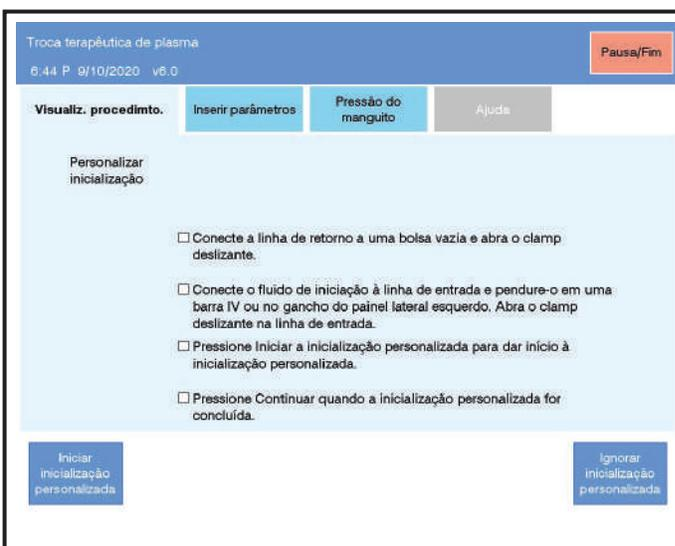 Troca terapêutica de plasma
6:44 P 9/10/2020 v6.0
Pausa/Fim
Visualiz. procedimto.
Inserir parâmetros
Pressão do
manguito
Ajuda
Personalizar
inicialização
Conecte a linha de retorno a uma bolsa vazia e abra o clamp
deslizante.
Conecte o fluido de iniciação à linha de entrada e pendure-o em uma
barra IV ou no gancho do painel lateral esquerdo. Abra o clamp
deslizante na linha de entrada.
Pressione Iniciar a inicialização personalizada para dar início à
inicialização personalizada.
Pressione Continuar quando a inicialização personalizada for
concluída.
Iniciar
inicialização
personalizada
Ignorar
inicialização
personalizada